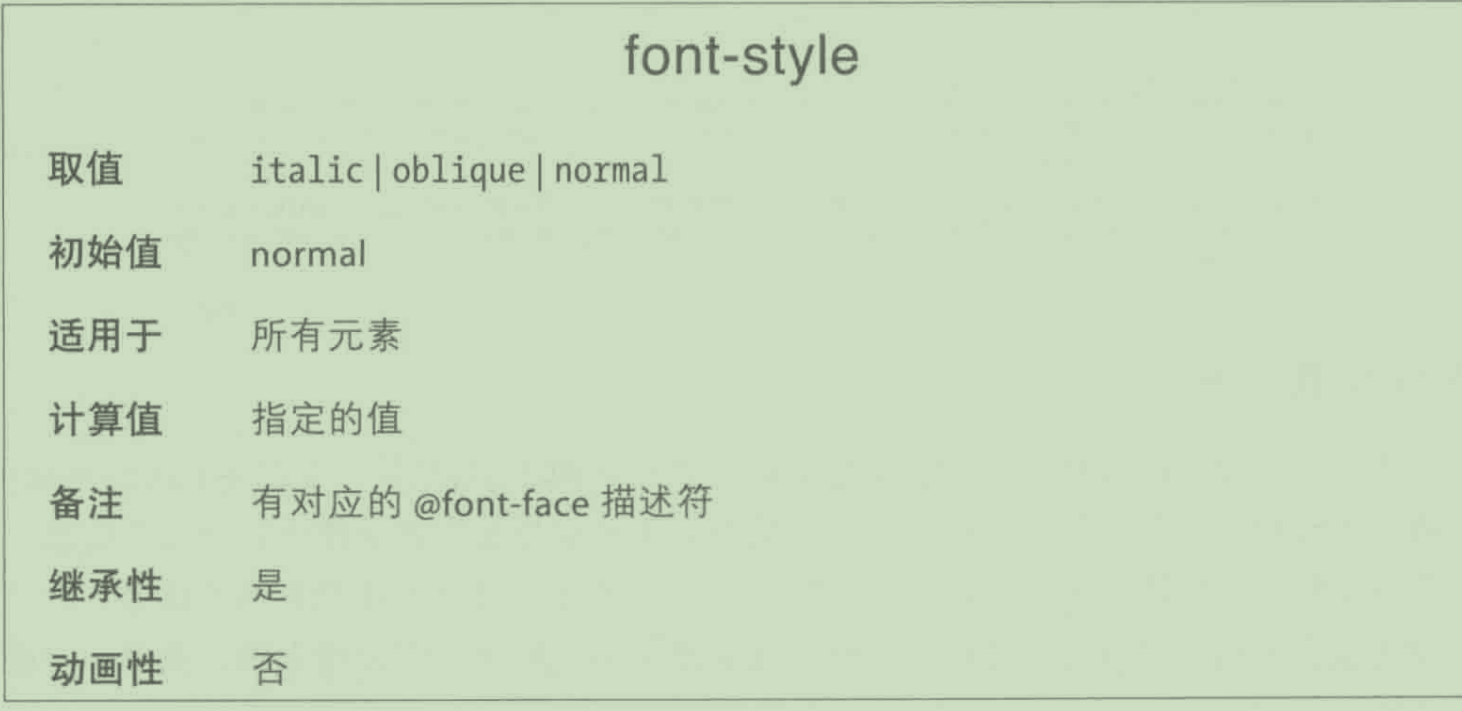 font-style
取值 italic | oblique | normal
初始值 normal
适用于 所有元素
计算值 指定的值
备注 有对应的 @font-face 描述符
继承性 是
动画性 否